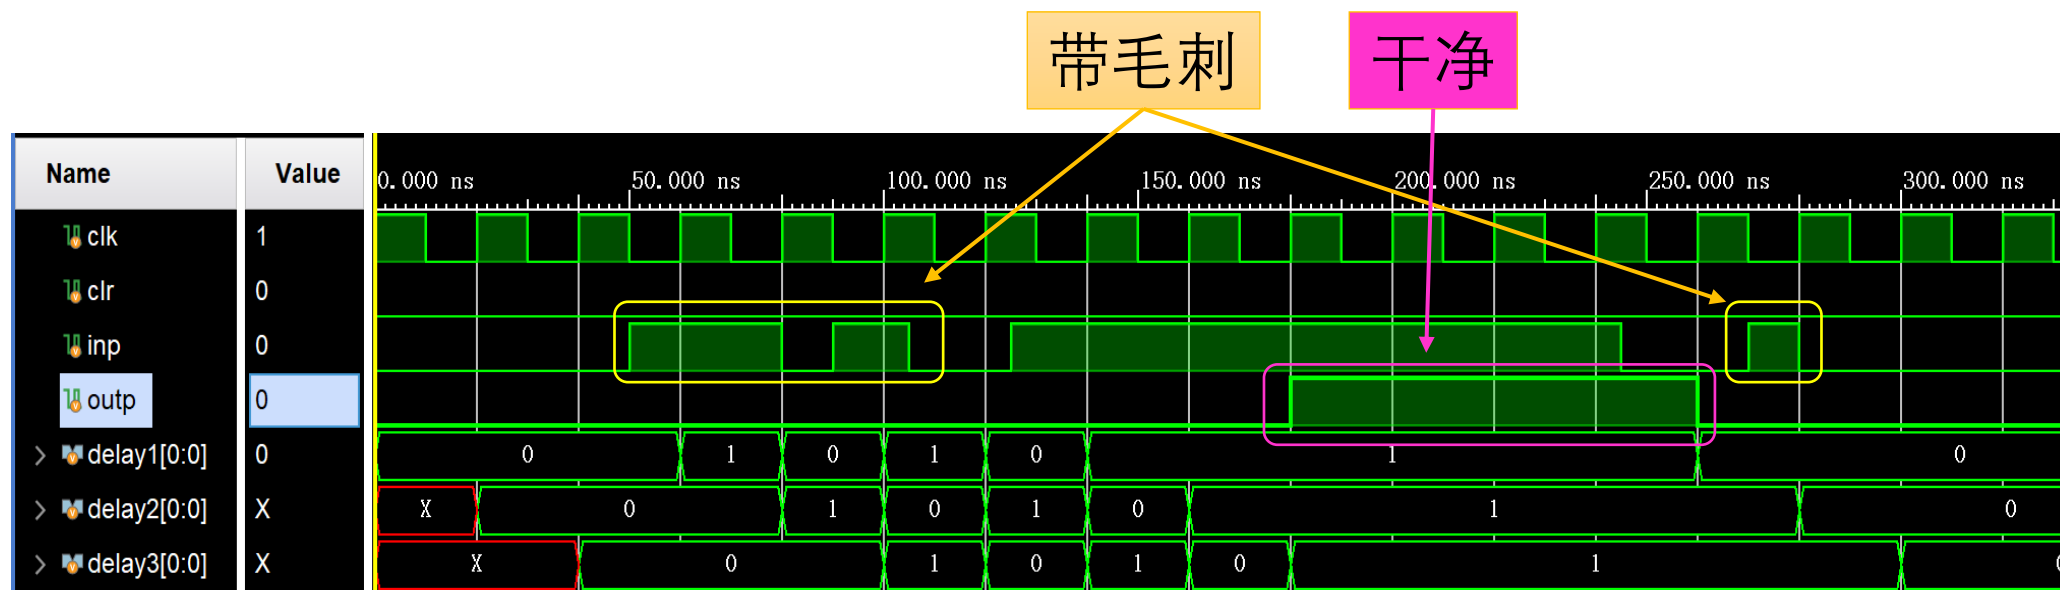 带毛刺 干净
Name Value
0.000 ns 50.000 ns 100.000 ns 150.000 ns 200.000 ns 250.000 ns 300.000 ns
clk 1
clr 0
inp 0
outp 0
delay1[0:0] 0 0 1 0 1 0 1 0
delay2[0:0] X X 0 1 0 1 0 1 0
delay3[0:0] X X 0 1 0 1 0 1